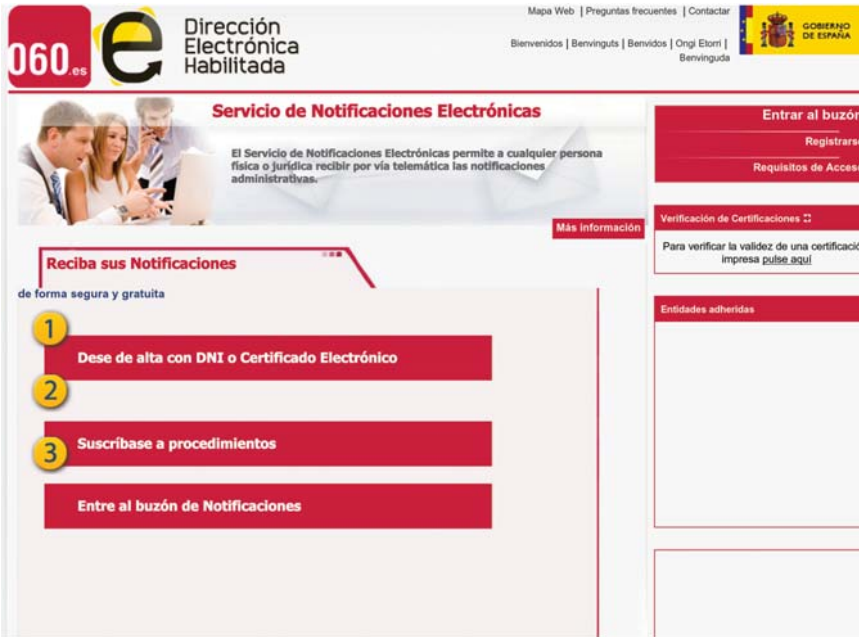 060.es
Dirección
Electrónica
Habilitada
Mapa Web | Preguntas frecuentes | Contactar
Bienvenidos | Benvinguts | Benvidos | Ongi Etorri |
Benvinguda
GOBIERNO
DE ESPAÑA
Servicio de Notificaciones Electrónicas
El Servicio de Notificaciones Electrónicas permite a cualquier persona
física o jurídica recibir por vía telemática las notificaciones
administrativas.
Más información
Entrar al buzón
Registrarse
Requisitos de Acceso
Verificación de Certificaciones
Para verificar la validez de una certificació
impresa pulse aquí
Entidades adheridas
Reciba sus Notificaciones
de forma segura y gratuita
1
Dese de alta con DNI o Certificado Electrónico
2
Suscríbase a procedimientos
3
Entre al buzón de Notificaciones